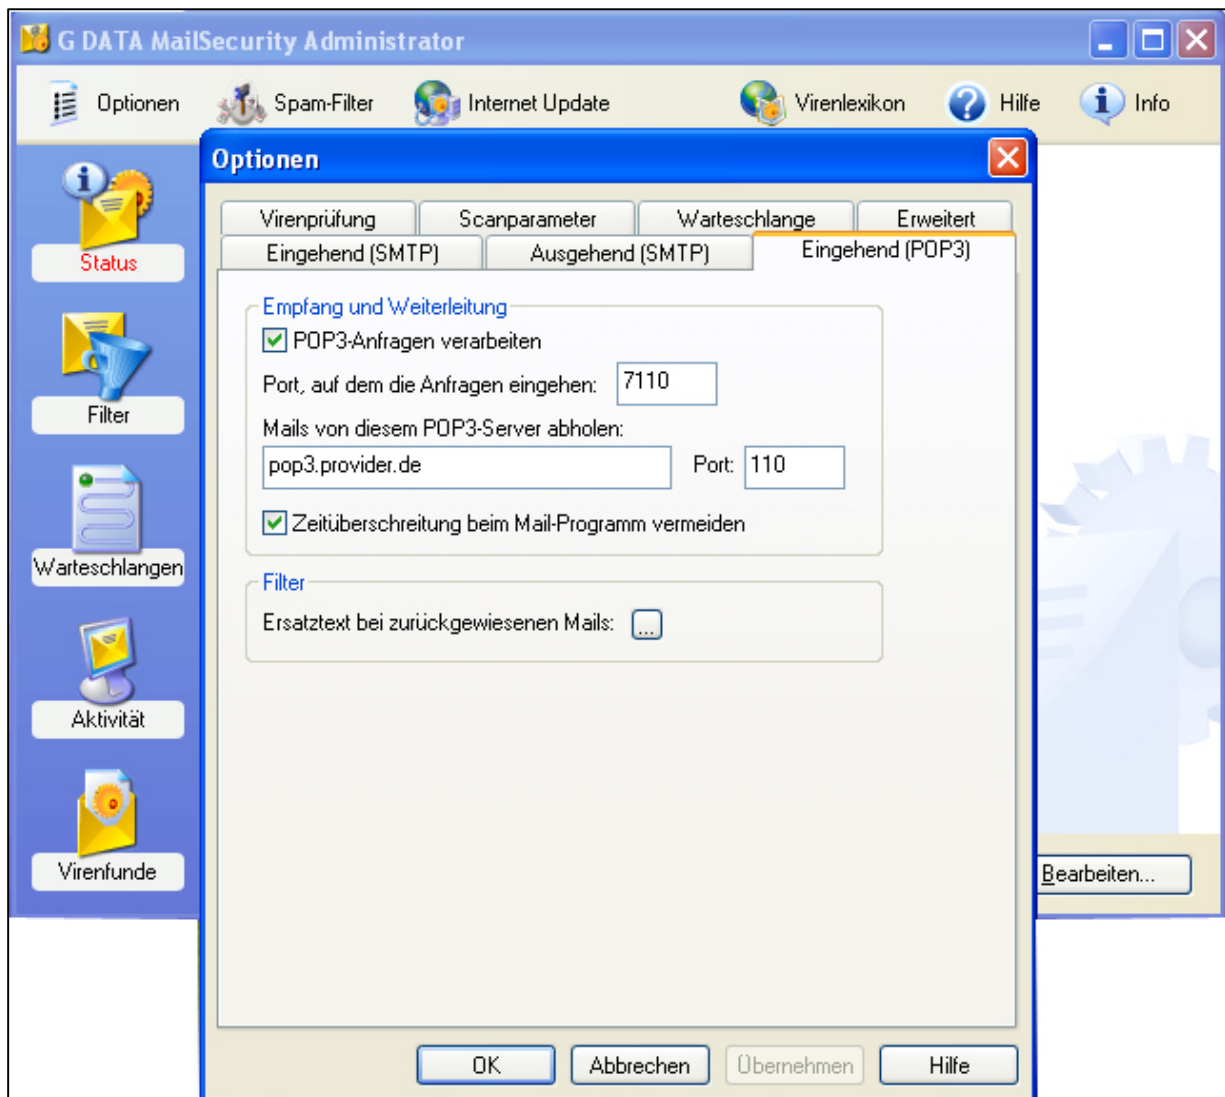 G DATA MailSecurity Administrator
Optionen Spam-Filter Internet Update Virenlexikon Hilfe Info
Status
Filter
Warteschlangen
Aktivität
Virenfunde
Optionen
Virenprüfung Scanparameter Warteschlange Erweitert
Eingehend (SMTP) Ausgehend (SMTP) Eingehend (POP3)
Empfang und Weiterleitung
POP3-Anfragen verarbeiten
Port, auf dem die Anfragen eingehen: 7110
Mails von diesem POP3-Server abholen:
pop3.provider.de Port: 110
Zeitüberschreitung beim Mail-Programm vermeiden
Filter
Ersatztext bei zurückgewiesenen Mails: ...
Bearbeiten...
OK Abbrechen Übernehmen Hilfe